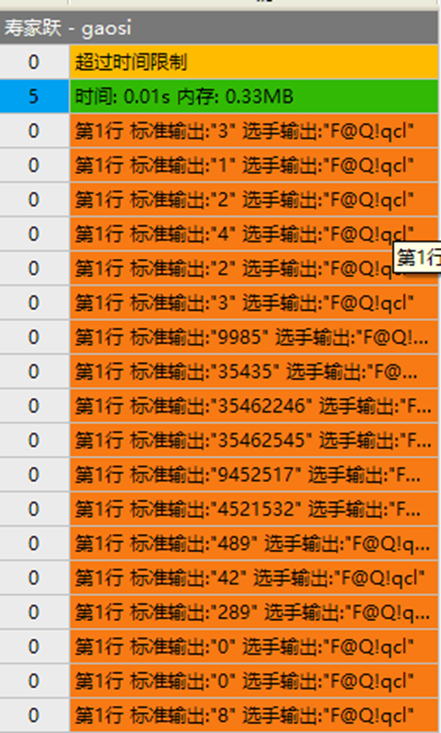 寿家跃 - gaosi
0 超过时间限制
5 时间: 0.01s 内存: 0.33MB
0 第1行 标准输出:"3" 选手输出:"F@Q!qcl"
0 第1行 标准输出:"1" 选手输出:"F@Q!qcl"
0 第1行 标准输出:"2" 选手输出:"F@Q!qcl"
0 第1行 标准输出:"4" 选手输出:"F@Q!qcl"
第1行
0 第1行 标准输出:"2" 选手输出:"F@Q!qcl"
0 第1行 标准输出:"3" 选手输出:"F@Q!qcl"
0 第1行 标准输出:"9985" 选手输出:"F@Q!...
0 第1行 标准输出:"35435" 选手输出:"F@...
0 第1行 标准输出:"35462246" 选手输出:"F...
0 第1行 标准输出:"35462545" 选手输出:"F...
0 第1行 标准输出:"9452517" 选手输出:"F...
0 第1行 标准输出:"4521532" 选手输出:"F...
0 第1行 标准输出:"489" 选手输出:"F@Q!q...
0 第1行 标准输出:"42" 选手输出:"F@Q!qcl"
0 第1行 标准输出:"289" 选手输出:"F@Q!q...
0 第1行 标准输出:"0" 选手输出:"F@Q!qcl"
0 第1行 标准输出:"0" 选手输出:"F@Q!qcl"
0 第1行 标准输出:"8" 选手输出:"F@Q!qcl"